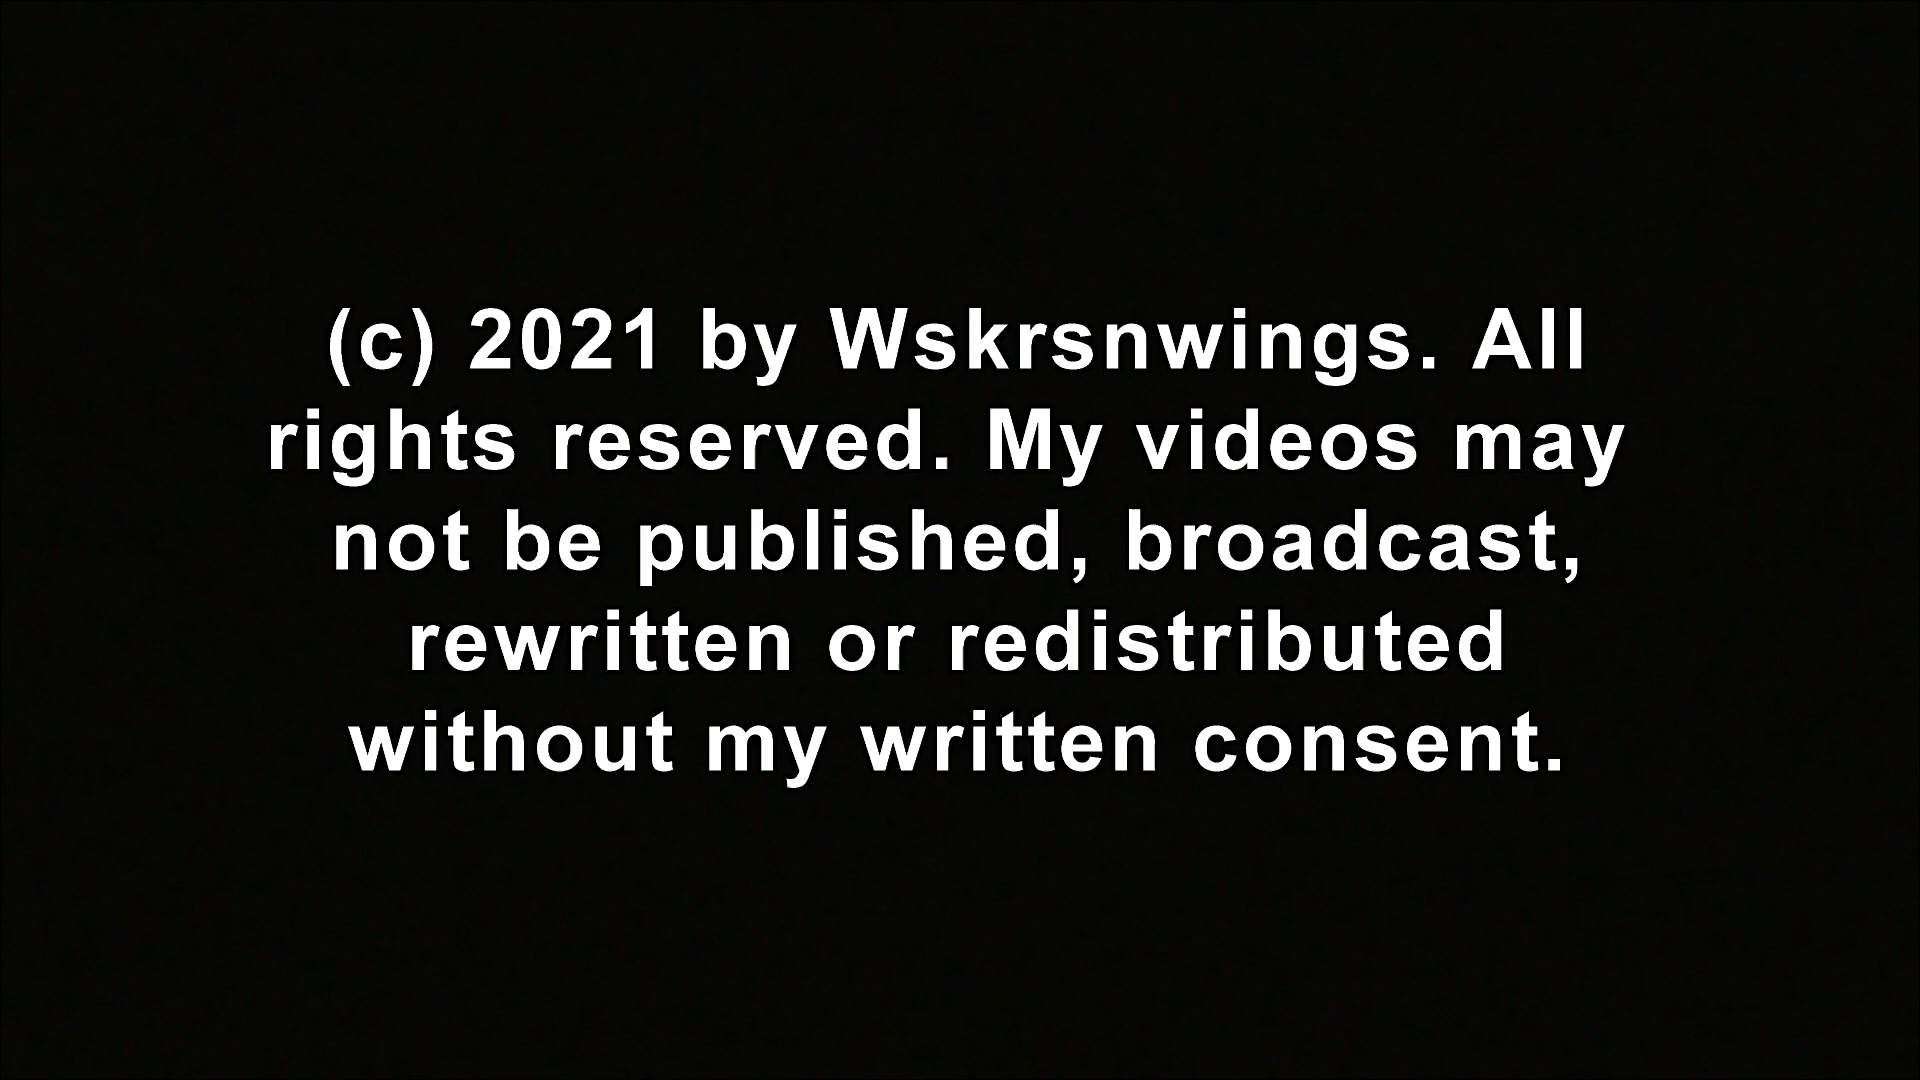 (c) 2021 by Wskrsnwings. All
rights reserved. My videos may
not be published, broadcast,
rewritten or redistributed
without my written consent.